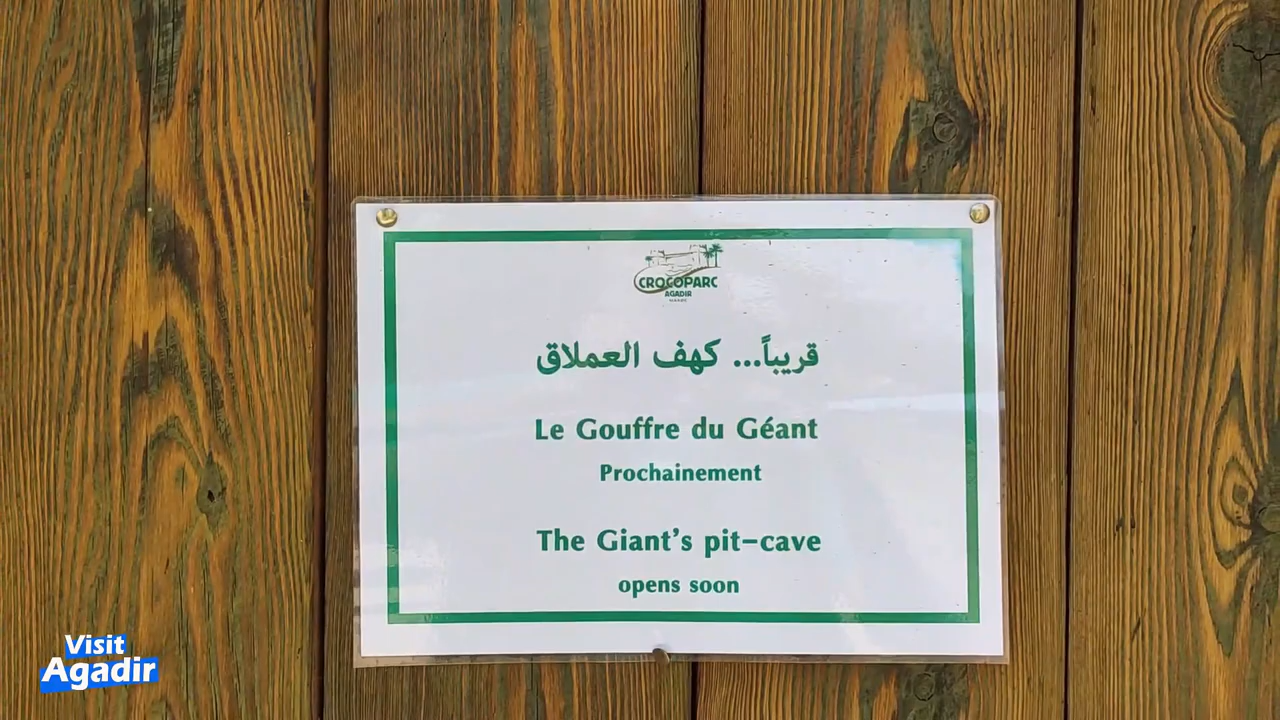 CROCOPARC
AGADIR
قريباً... كهف العملاق
Le Gouffre du Géant
Prochainement
The Giant's pit-cave
opens soon
Visit
Agadir